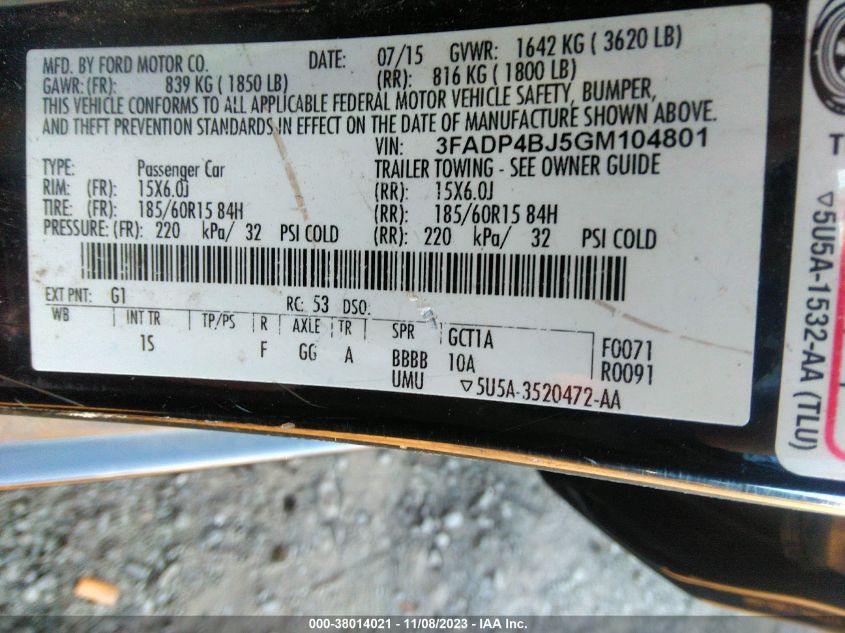 MFD. BY FORD MOTOR CO. DATE: 07/15 GVWR: 1642 KG ( 3620 LB)
GAWR: (FR): 839 KG ( 1850 LB) (RR): 816 KG ( 1800 LB)
THIS VEHICLE CONFORMS TO ALL APPLICABLE FEDERAL MOTOR VEHICLE SAFETY, BUMPER,
AND THEFT PREVENTION STANDARDS IN EFFECT ON THE DATE OF MANUFACTURE SHOWN ABOVE.
VIN: 3FADP4BJ5GM104801
TYPE: Passenger Car TRAILER TOWING - SEE OWNER GUIDE
RIM: (FR): 15X6.0J (RR): 15X6.0J
TIRE: (FR): 185/60R15 84H (RR): 185/60R15 84H
PRESSURE: (FR): 220 kPa/ 32 PSI COLD (RR): 220 kPa/ 32 PSI COLD
EXT PNT: G1 RC: 53 DSO:
WB INT TR TP/PS R AXLE TR SPR GCT1A F0071
1S F GG A BBBB 10A R0091
UMU ▽5U5A-3520472-AA
T
▽5U5A-1532-AA (TLU)
000-38014021 - 11/08/2023 - IAA Inc.